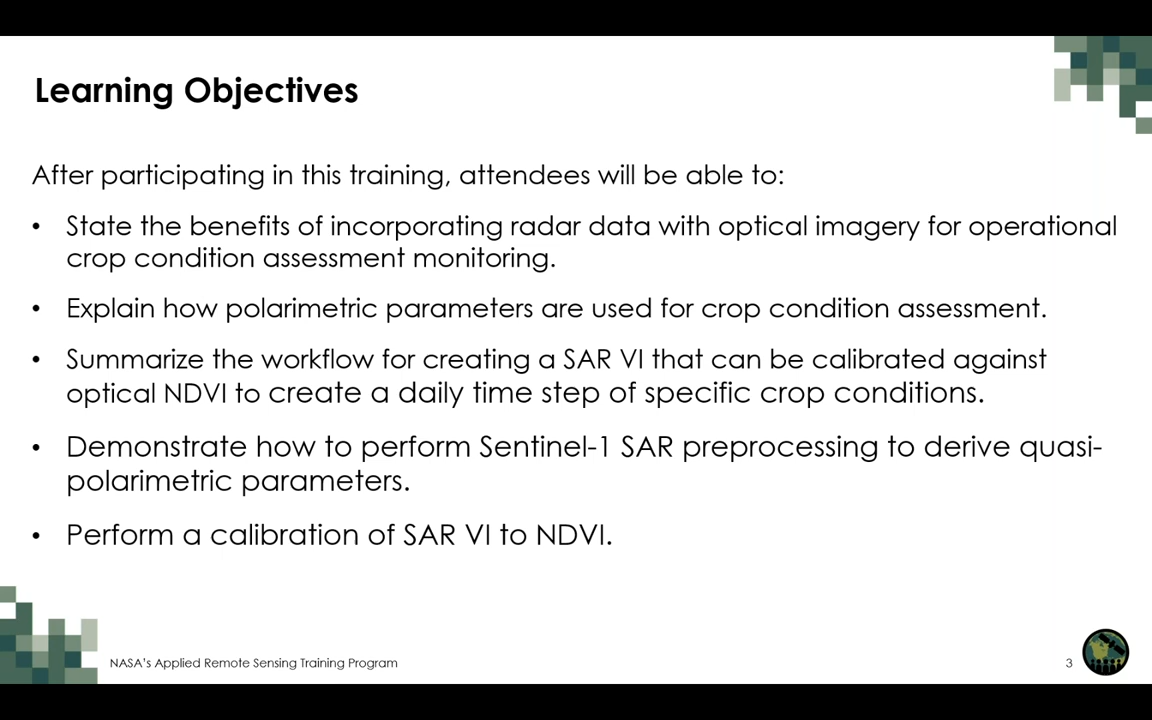 Learning Objectives
After participating in this training, attendees will be able to:
• State the benefits of incorporating radar data with optical imagery for operational
crop condition assessment monitoring.
• Explain how polarimetric parameters are used for crop condition assessment.
• Summarize the workflow for creating a SAR VI that can be calibrated against
optical NDVI to create a daily time step of specific crop conditions.
• Demonstrate how to perform Sentinel-1 SAR preprocessing to derive quasi-
polarimetric parameters.
• Perform a calibration of SAR VI to NDVI.
NASA's Applied Remote Sensing Training Program
3